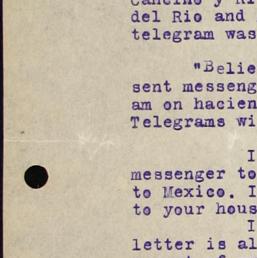 Cancino y Ri
del Rio and
telegram was
"Belie
sent messeng
am on hacien
Telegrams wi
I
messenger to
to Mexico. I
to your hous
I
letter is al